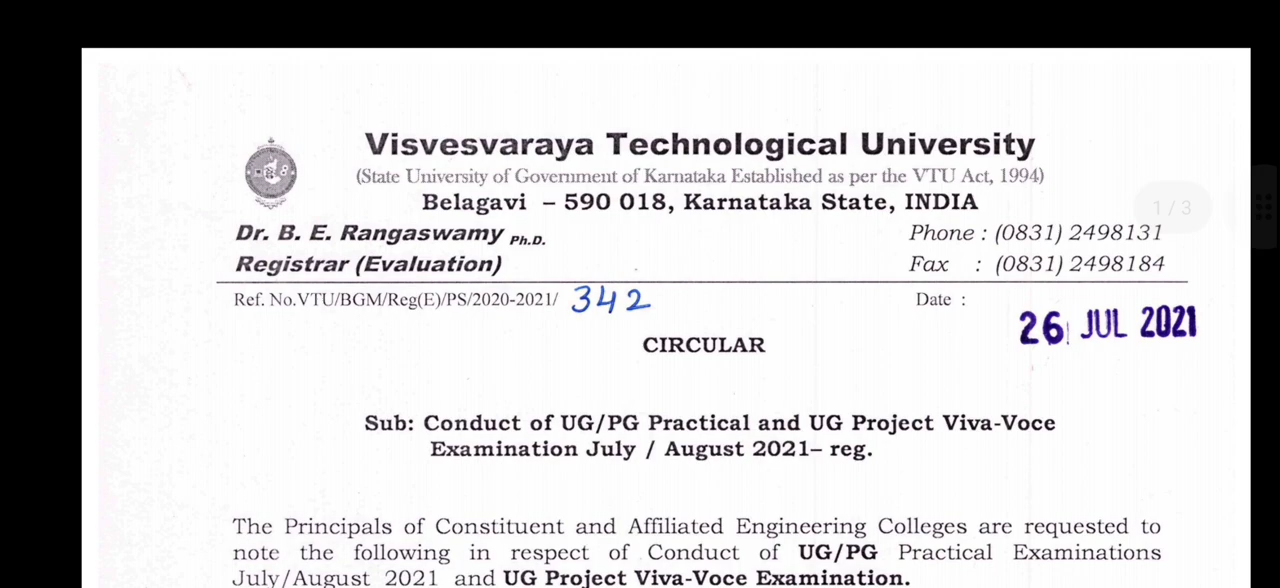 Visvesvaraya Technological University
(State University of Government of Karnataka Established as per the VTU Act, 1994)
Belagavi – 590 018, Karnataka State, INDIA
1/3
Dr. B. E. Rangaswamy Ph.D.
Phone : (0831) 2498131
Registrar (Evaluation)
Fax : (0831) 2498184
Ref. No.VTU/BGM/Reg(E)/PS/2020-2021/ 342
Date :
26 JUL 2021
CIRCULAR
Sub: Conduct of UG/PG Practical and UG Project Viva-Voce
Examination July / August 2021– reg.
The Principals of Constituent and Affiliated Engineering Colleges are requested to
note the following in respect of Conduct of UG/PG Practical Examinations
July/August 2021 and UG Project Viva-Voce Examination.